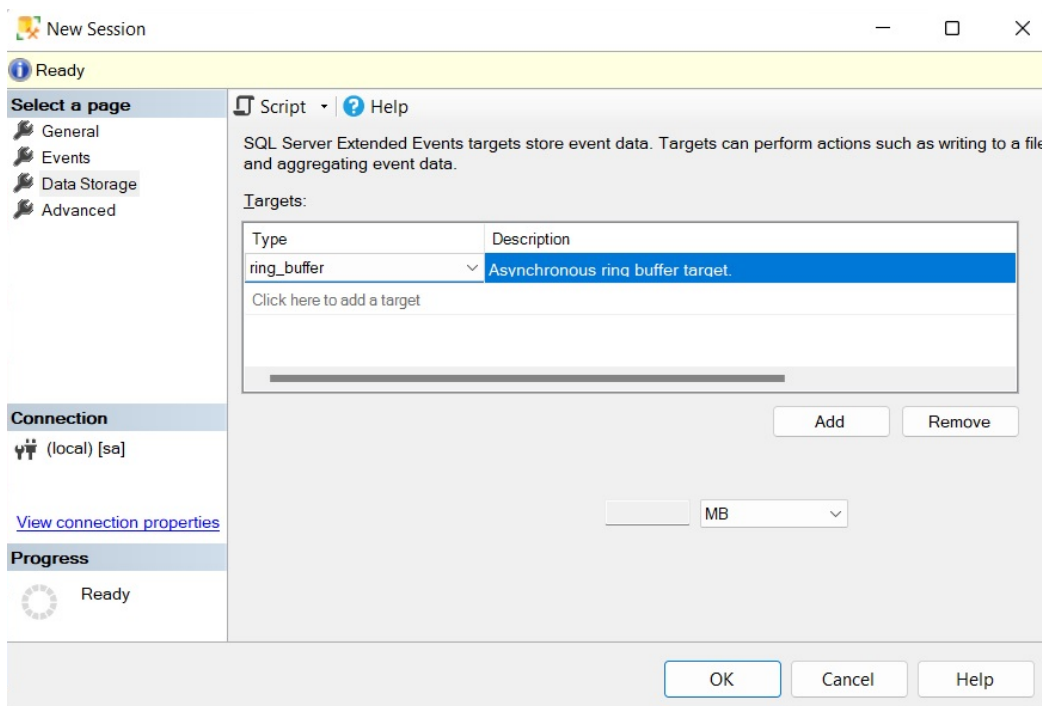 New Session
Ready
Select a page
General
Events
Data Storage
Advanced
Script
Help
SQL Server Extended Events targets store event data. Targets can perform actions such as writing to a file
and aggregating event data.
Targets:
Type Description
ring_buffer Asynchronous ring buffer target.
Click here to add a target
Add Remove
Connection
(local) [sa]
View connection properties
MB
Progress
Ready
OK Cancel Help